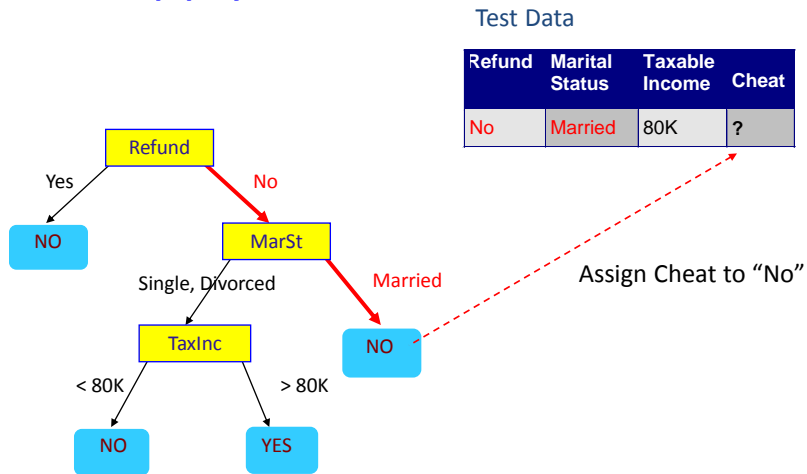 Test Data
Refund Marital Status Taxable Income Cheat
No Married 80K ?
Refund
Yes No
NO
MarSt
Single, Divorced Married
TaxInc
NO
Assign Cheat to “No”
< 80K > 80K
NO YES